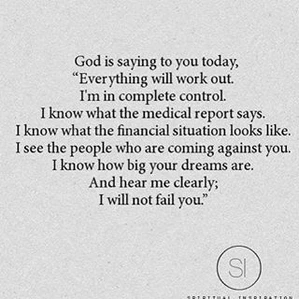 God is saying to you today,
“Everything will work out.
I'm in complete control.
I know what the medical report says.
I know what the financial situation looks like.
I see the people who are coming against you.
I know how big your dreams are.
And hear me clearly;
I will not fail you.”
SI
SPIRITUAL INSPIRATION